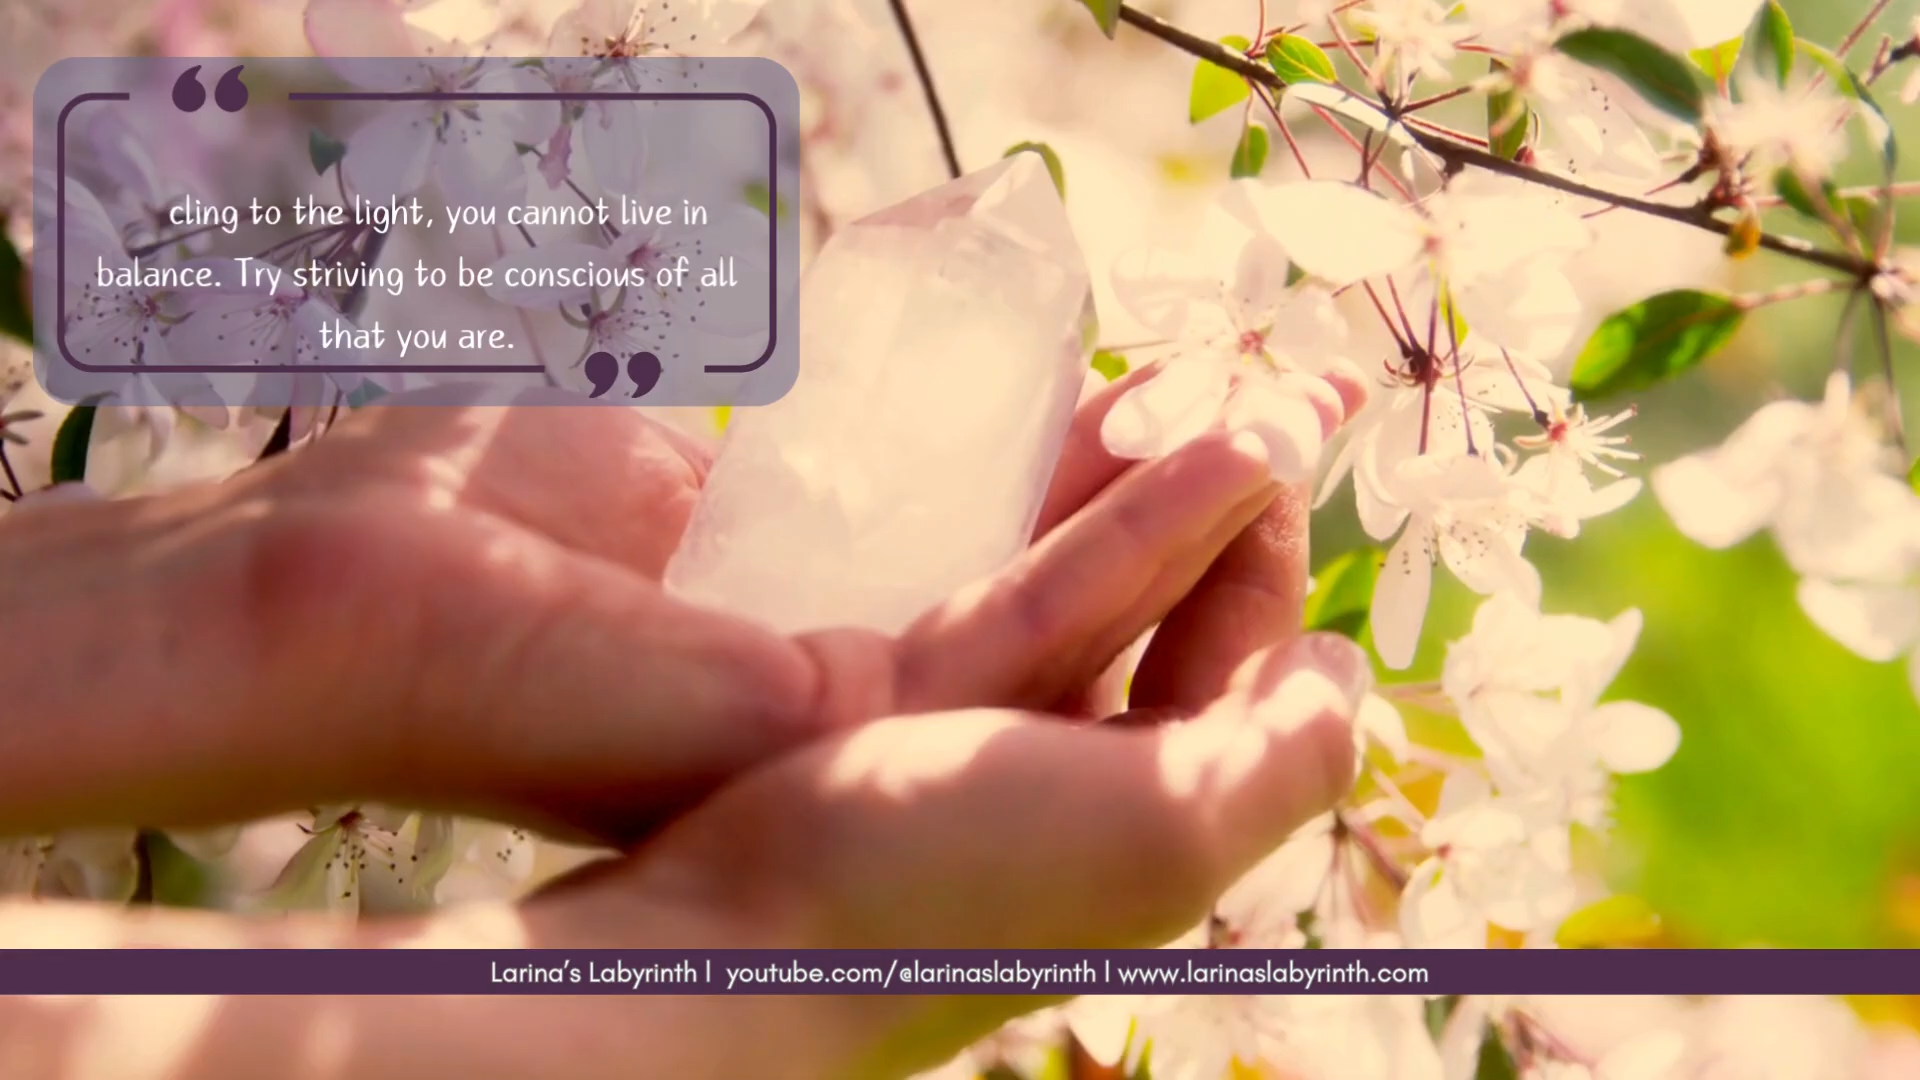 cling to the light, you cannot live in
balance. Try striving to be conscious of all
that you are.
Larina’s Labyrinth | youtube.com/@larinaslabyrinth | www.larinaslabyrinth.com